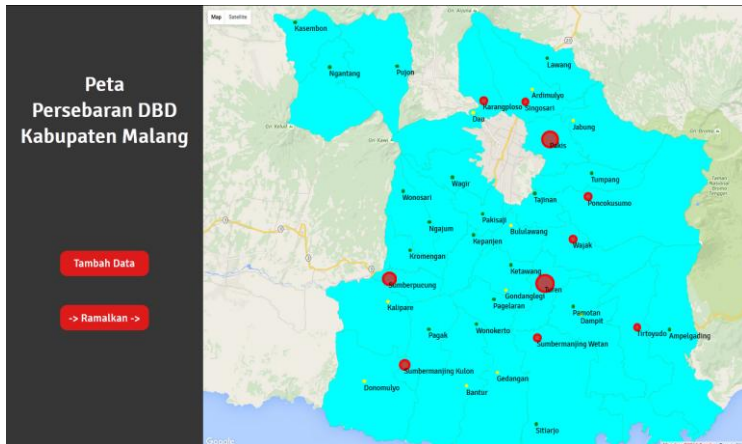 Peta
Persebaran DBD
Kabupaten Malang
Tambah Data
-> Ramalkan ->
Map Satellite
Kasembon
Ngantang
Pujon
Lawang
Ardimulyo
Karangploso
Singosari
Dau
Jabung
Pakis
Tumpang
Wagir
Wonosari
Tajinan
Poncokusumo
Pakisaji
Ngajum
Bululawang
Kepanjen
Wajak
Kromengan
Ketawang
Sumberpucung
Turen
Gondanglegi
Kalipare
Pagelaran
Pamotan
Dampit
Pagak
Wonokerto
Tirtoyudo
Ampelgading
Sumbermanjing Wetan
Sumbermanjing Kulon
Gedangan
Donomulyo
Bantur
Sitiarjo
Google